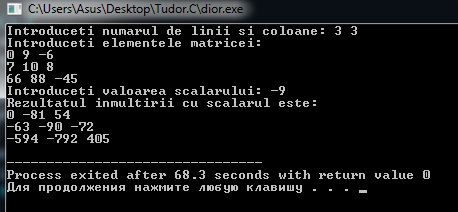 C:\Users\Asus\Desktop\Tudor.C\dior.exe
Introduceti numarul de linii si coloane: 3 3
Introduceti elementele matricei:
0 9 -6
7 10 8
66 88 -45
Introduceti valoarea scalarului: -9
Rezultatul inmultirii cu scalarul este:
0 -81 54
-63 -90 -72
-594 -792 405
--------------------------------
Process exited after 68.3 seconds with return value 0
Для продолжения нажмите любую клавишу . . . _